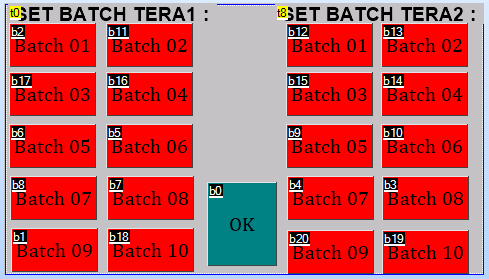 t0 SET BATCH TERA1 : t8 SET BATCH TERA2 :
b2 b11 b12 b13
Batch 01 Batch 02 Batch 01 Batch 02
b17 b16 b15 b14
Batch 03 Batch 04 Batch 03 Batch 04
b6 b5 b9 b10
Batch 05 Batch 06 Batch 05 Batch 06
b8 b7 b0 b4 b3
Batch 07 Batch 08 OK Batch 07 Batch 08
b1 b18 b20 b19
Batch 09 Batch 10 Batch 09 Batch 10